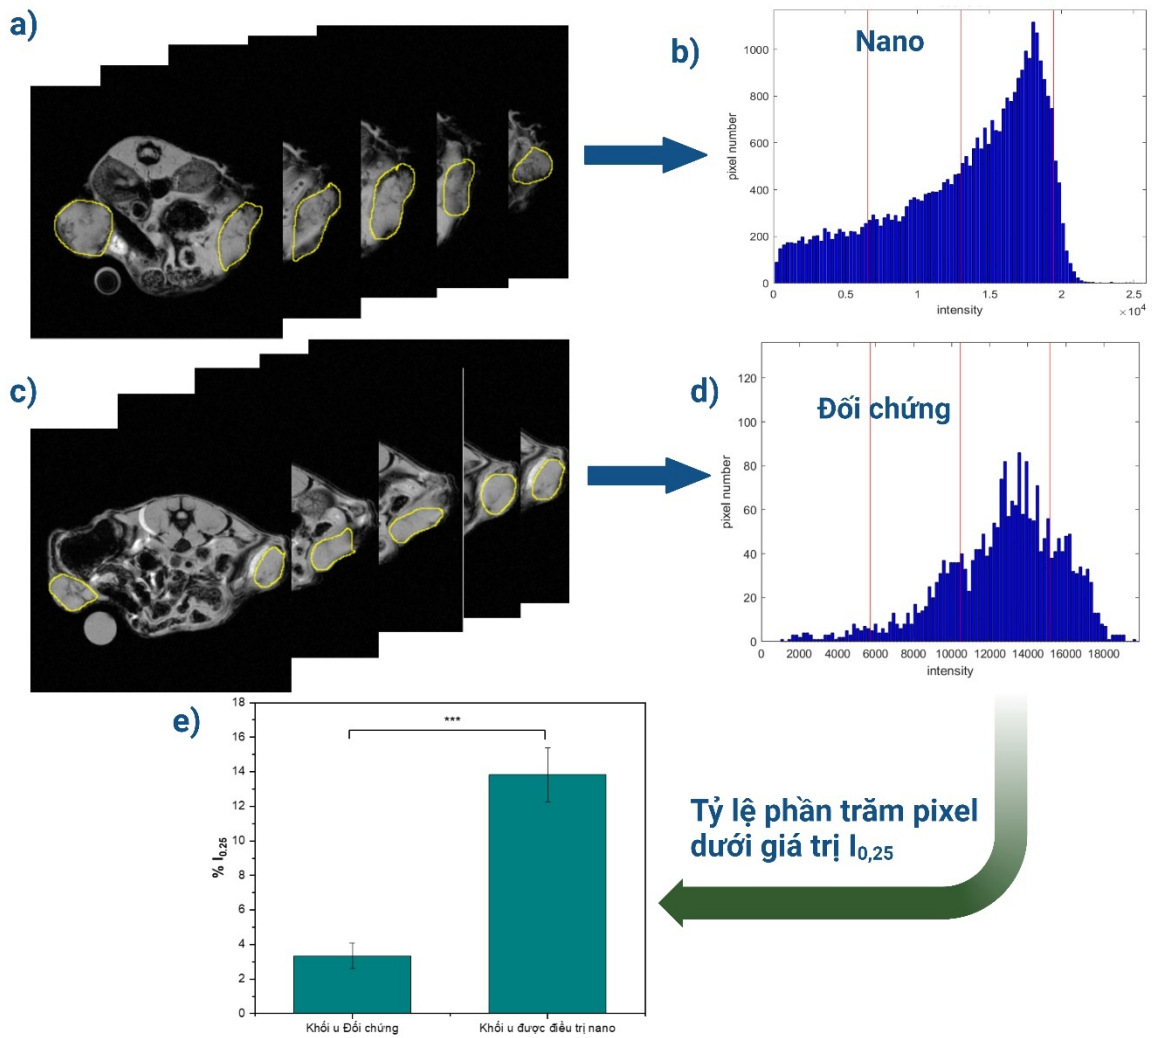 a)
b)
Nano
1000
800
600
400
200
0
pixel number
0 0.5 1 1.5 2 2.5
×10⁴
intensity
c)
d)
Đối chứng
120
100
80
60
40
20
0
pixel number
0 2000 4000 6000 8000 10000 12000 14000 16000 18000
intensity
e)
18
16
14
12
10
8
6
4
2
0
% I0.25
***
Khối u Đối chứng Khối u được điều trị nano
Tỷ lệ phần trăm pixel
dưới giá trị I0,25